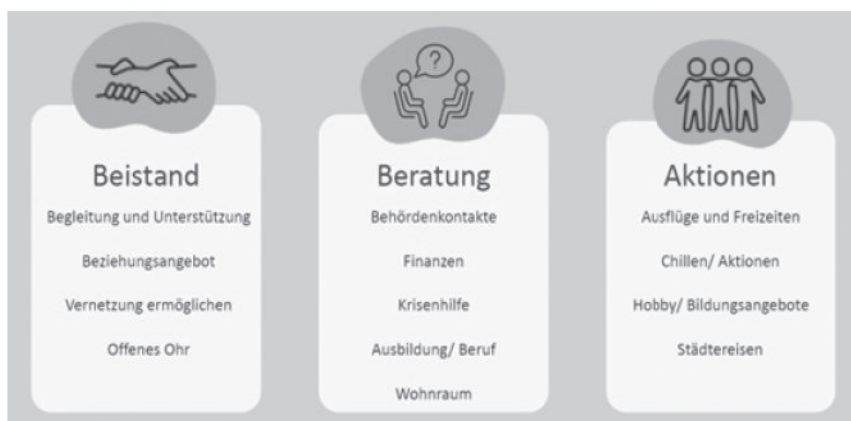 ?
Beistand
Begleitung und Unterstützung
Beziehungsangebot
Vernetzung ermöglichen
Offenes Ohr
Beratung
Behördenkontakte
Finanzen
Krisenhilfe
Ausbildung/ Beruf
Wohnraum
Aktionen
Ausflüge und Freizeiten
Chillen/ Aktionen
Hobby/ Bildungsangebote
Städtereisen